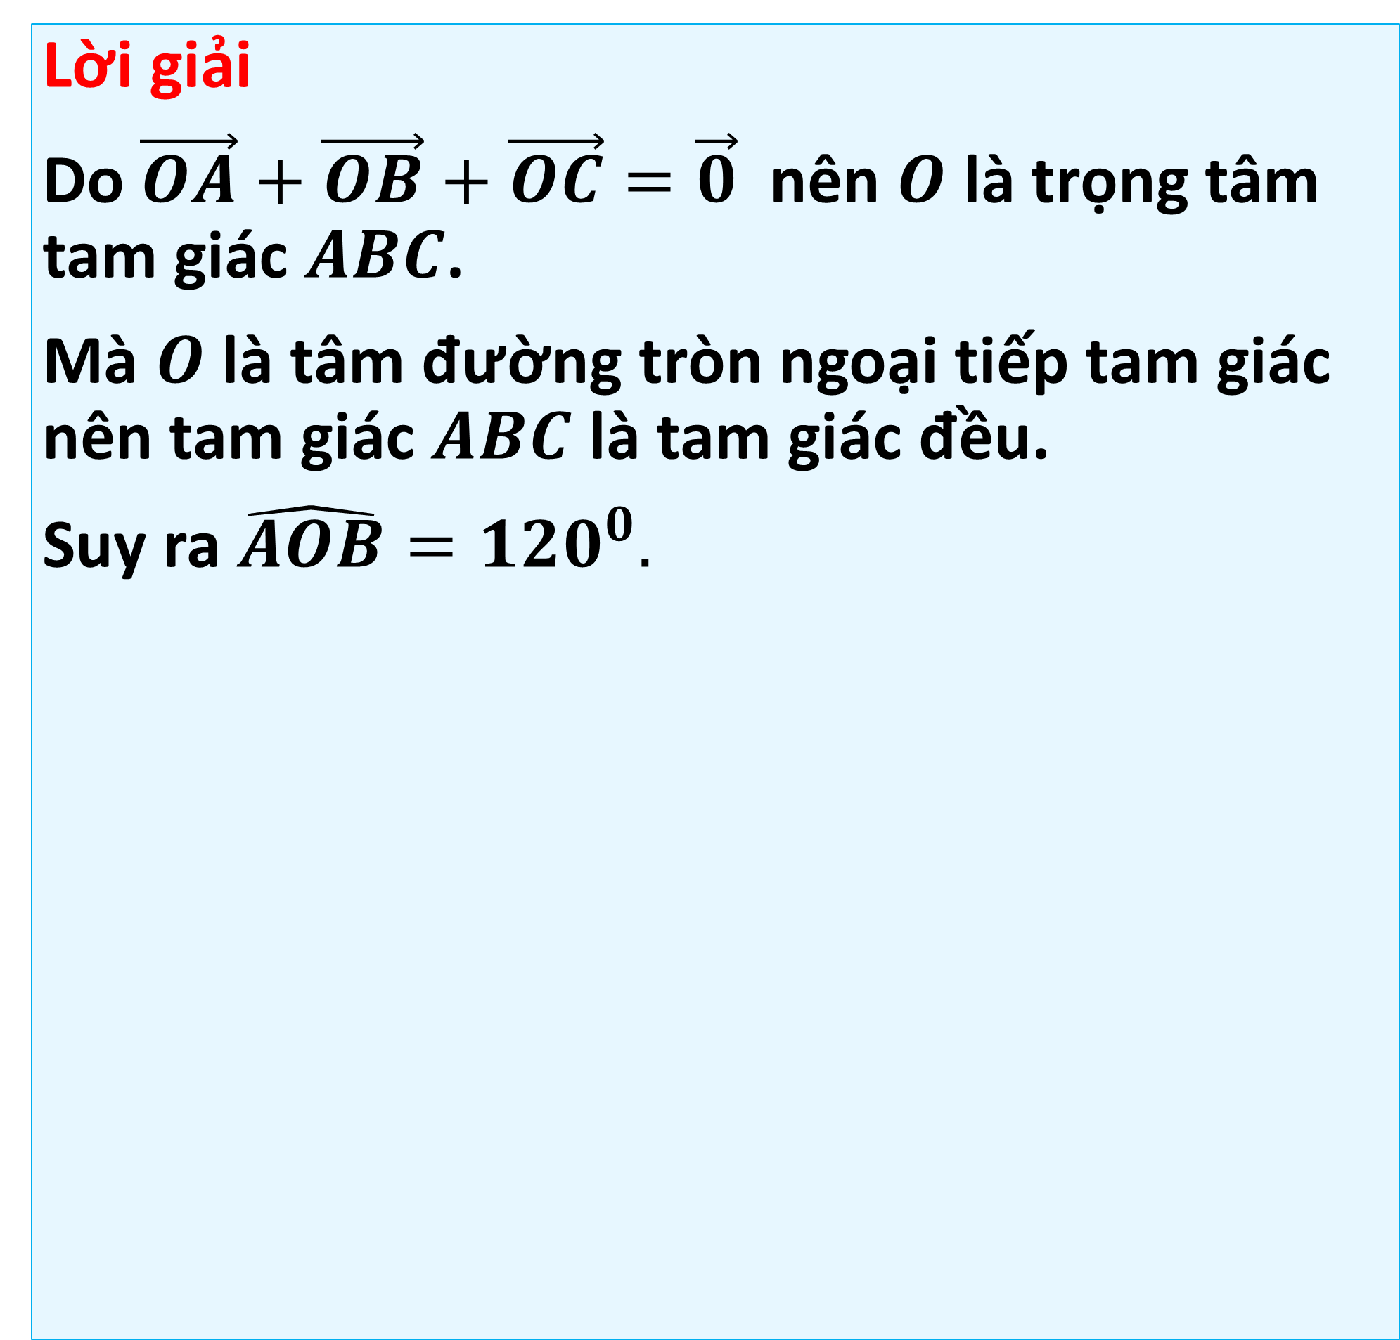 Lời giải
Do $\overrightarrow{OA} + \overrightarrow{OB} + \overrightarrow{OC} = \overrightarrow{0}$ nên $O$ là trọng tâm
tam giác $ABC$.
Mà $O$ là tâm đường tròn ngoại tiếp tam giác
nên tam giác $ABC$ là tam giác đều.
Suy ra $\widehat{AOB} = 120^0$.